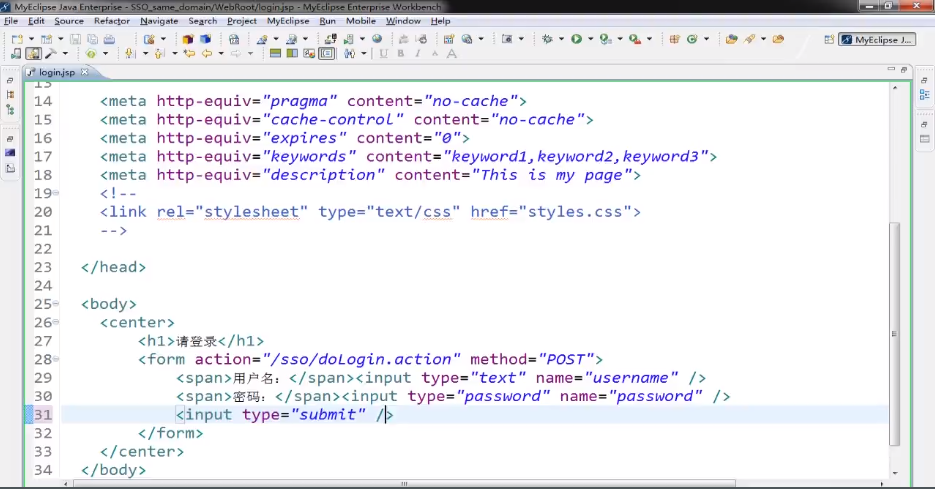 MyEclipse Java Enterprise - SSO_same_domain/WebRoot/login.jsp - MyEclipse Enterprise Workbench
File Edit Source Refactor Navigate Search Project MyEclipse Run Mobile Window Help
MyEclipse J...
login.jsp
13
14 <meta http-equiv="pragma" content="no-cache">
15 <meta http-equiv="cache-control" content="no-cache">
16 <meta http-equiv="expires" content="0">
17 <meta http-equiv="keywords" content="keyword1,keyword2,keyword3">
18 <meta http-equiv="description" content="This is my page">
19 <!--
20 <link rel="stylesheet" type="text/css" href="styles.css">
21 -->
22
23 </head>
24
25 <body>
26 <center>
27 <h1>请登录</h1>
28 <form action="/sso/doLogin.action" method="POST">
29 <span>用户名：</span><input type="text" name="username" />
30 <span>密码：</span><input type="password" name="password" />
31 <input type="submit" />
32 </form>
33 </center>
34 </body>